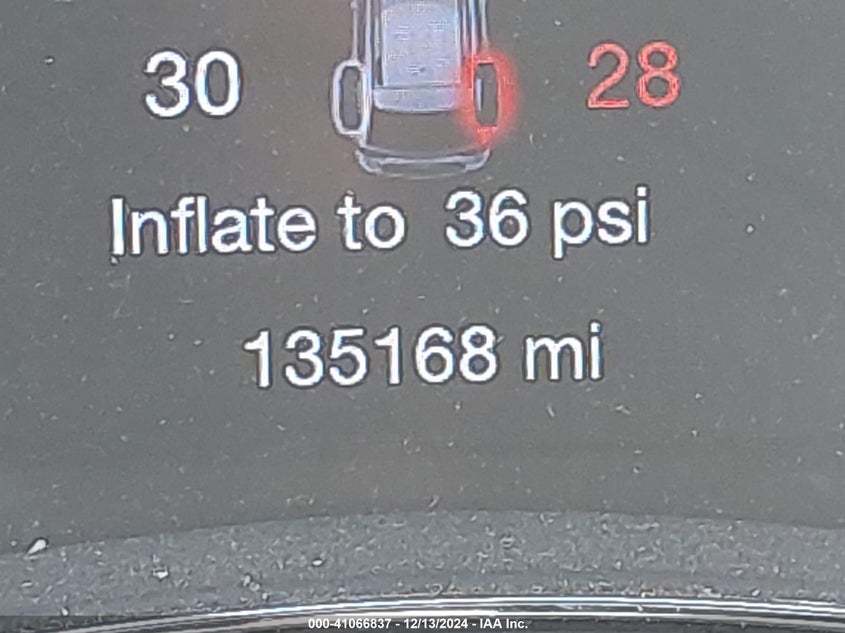 30 28
Inflate to 36 psi
135168 mi
000-41066837 - 12/13/2024 - IAA Inc.